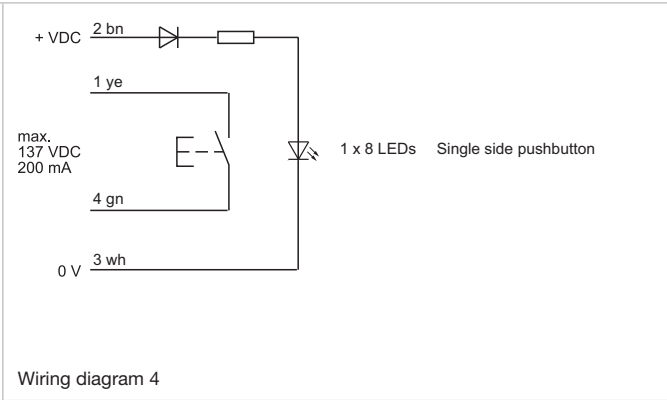 + VDC 2 bn
1 ye
max.
137 VDC
200 mA
1 x 8 LEDs Single side pushbutton
4 gn
0 V 3 wh
Wiring diagram 4